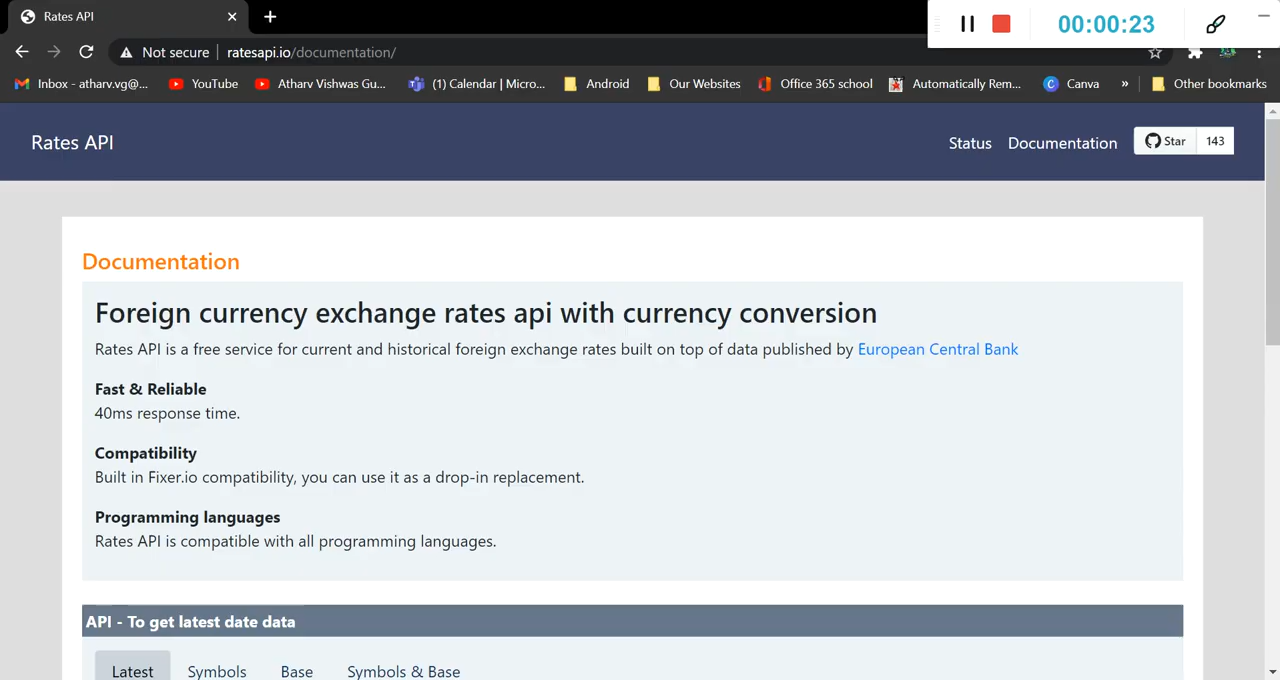 Rates API
00:00:23
Not secure
ratesapi.io/documentation/
Inbox - atharv.vg@...
YouTube
Atharv Vishwas Gu...
(1) Calendar | Micro...
Android
Our Websites
Office 365 school
Automatically Rem...
Canva
»
Other bookmarks
Rates API
Status
Documentation
Star
143
Documentation
Foreign currency exchange rates api with currency conversion
Rates API is a free service for current and historical foreign exchange rates built on top of data published by European Central Bank
Fast & Reliable
40ms response time.
Compatibility
Built in Fixer.io compatibility, you can use it as a drop-in replacement.
Programming languages
Rates API is compatible with all programming languages.
API - To get latest date data
Latest
Symbols
Base
Symbols & Base